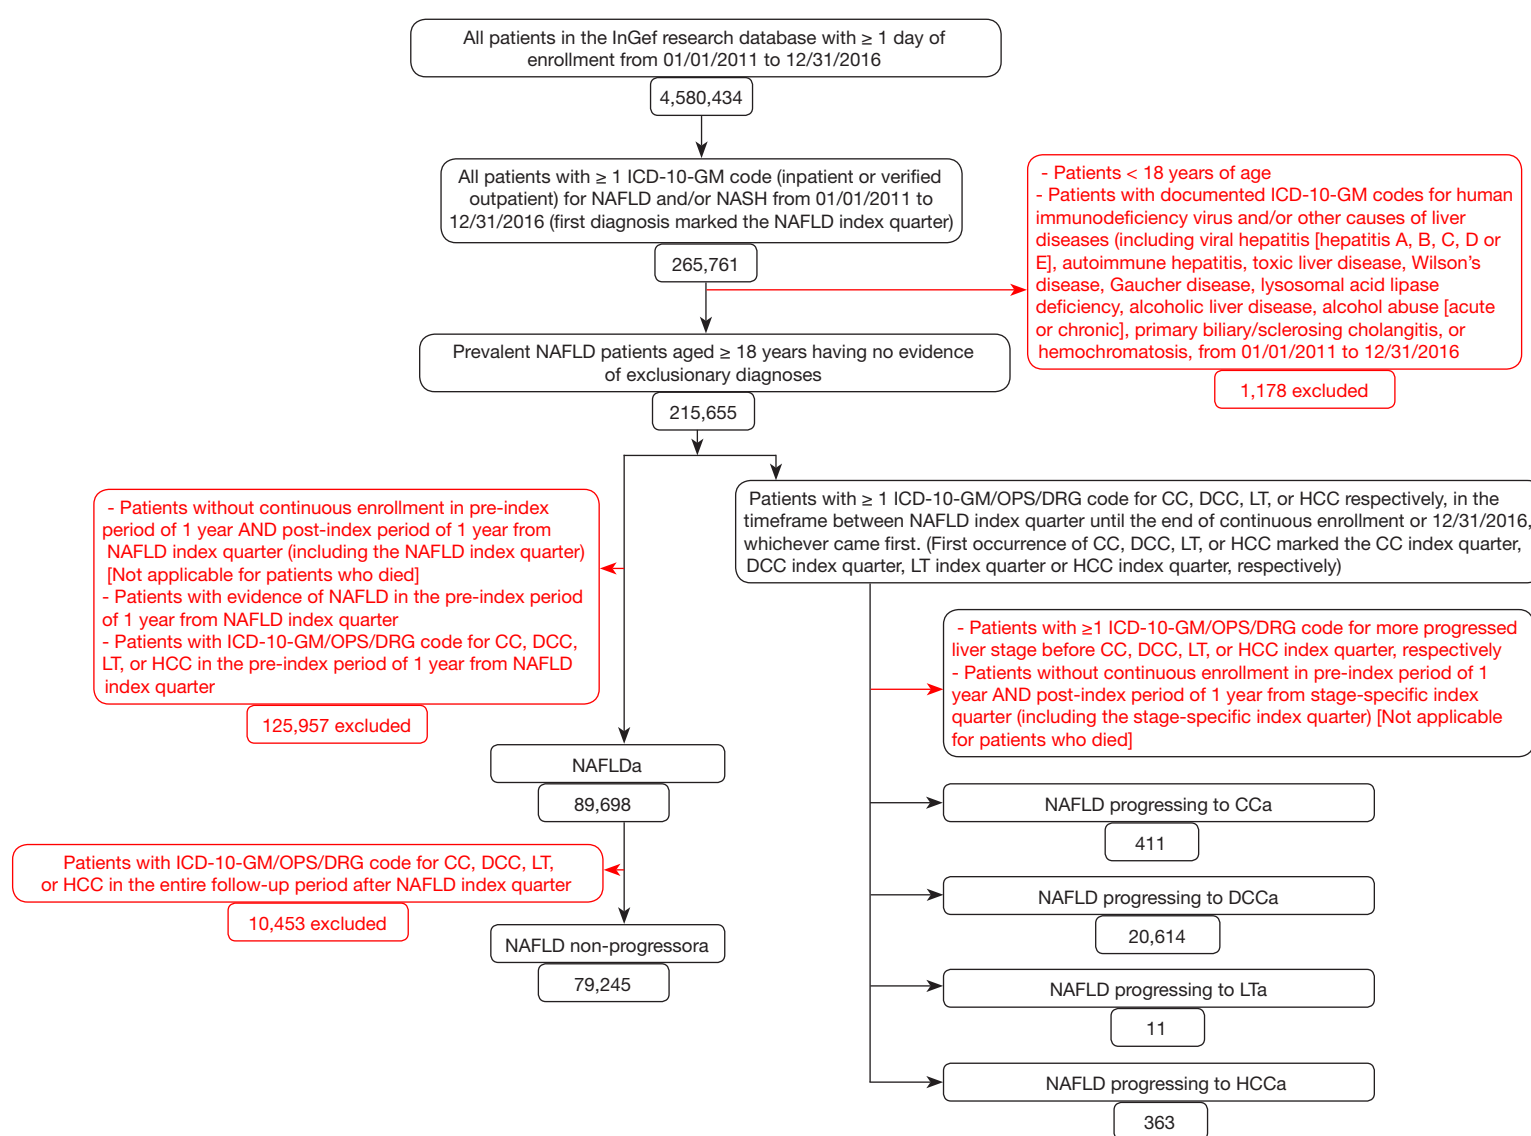 All patients in the InGef research database with ≥ 1 day of
enrollment from 01/01/2011 to 12/31/2016
4,580,434
All patients with ≥ 1 ICD-10-GM code (inpatient or verified
outpatient) for NAFLD and/or NASH from 01/01/2011 to
12/31/2016 (first diagnosis marked the NAFLD index quarter)
265,761
- Patients < 18 years of age
- Patients with documented ICD-10-GM codes for human
immunodeficiency virus and/or other causes of liver
diseases (including viral hepatitis [hepatitis A, B, C, D or
E], autoimmune hepatitis, toxic liver disease, Wilson's
disease, Gaucher disease, lysosomal acid lipase
deficiency, alcoholic liver disease, alcohol abuse [acute
or chronic], primary biliary/sclerosing cholangitis, or
hemochromatosis, from 01/01/2011 to 12/31/2016
1,178 excluded
Prevalent NAFLD patients aged ≥ 18 years having no evidence
of exclusionary diagnoses
215,655
- Patients without continuous enrollment in pre-index
period of 1 year AND post-index period of 1 year from
NAFLD index quarter (including the NAFLD index quarter)
[Not applicable for patients who died]
- Patients with evidence of NAFLD in the pre-index period
of 1 year from NAFLD index quarter
- Patients with ICD-10-GM/OPS/DRG code for CC, DCC,
LT, or HCC in the pre-index period of 1 year from NAFLD
index quarter
125,957 excluded
NAFLDa
89,698
Patients with ICD-10-GM/OPS/DRG code for CC, DCC, LT,
or HCC in the entire follow-up period after NAFLD index quarter
10,453 excluded
NAFLD non-progressora
79,245
Patients with ≥ 1 ICD-10-GM/OPS/DRG code for CC, DCC, LT, or HCC respectively, in the
timeframe between NAFLD index quarter until the end of continuous enrollment or 12/31/2016,
whichever came first. (First occurrence of CC, DCC, LT, or HCC marked the CC index quarter,
DCC index quarter, LT index quarter or HCC index quarter, respectively)
- Patients with ≥1 ICD-10-GM/OPS/DRG code for more progressed
liver stage before CC, DCC, LT, or HCC index quarter, respectively
- Patients without continuous enrollment in pre-index period of 1
year AND post-index period of 1 year from stage-specific index
quarter (including the stage-specific index quarter) [Not applicable
for patients who died]
NAFLD progressing to CCa
411
NAFLD progressing to DCCa
20,614
NAFLD progressing to LTa
11
NAFLD progressing to HCCa
363